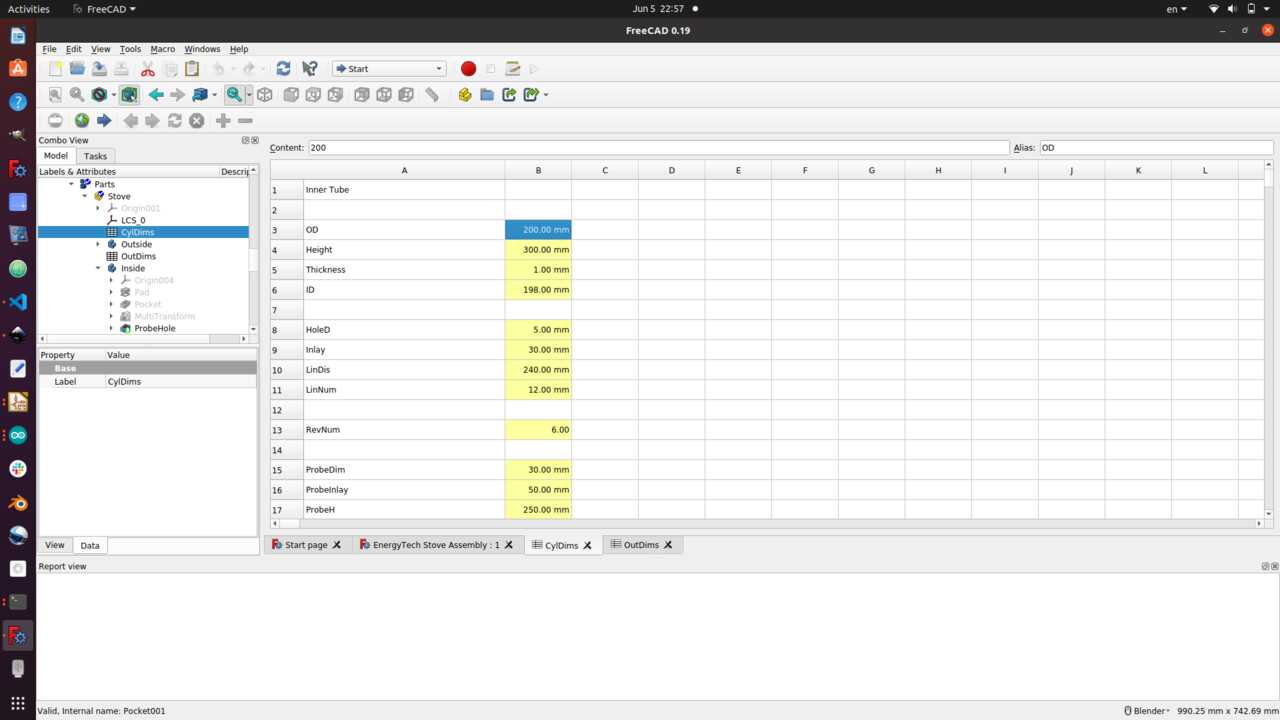 Activities FreeCAD Jun 5 22:57 en
FreeCAD 0.19
File Edit View Tools Macro Windows Help
Start
Combo View
Model Tasks
Labels & Attributes Descrip
Parts
Stove
Origin001
LCS_0
CylDims
Outside
OutDims
Inside
Origin004
Pad
Pocket
MultiTransform
ProbeHole
Property Value
Base
Label CylDims
View Data
Content: 200 Alias: OD
A B C D E F G H I J K L
1 Inner Tube
2
3 OD 200.00 mm
4 Height 300.00 mm
5 Thickness 1.00 mm
6 ID 198.00 mm
7
8 HoleD 5.00 mm
9 Inlay 30.00 mm
10 LinDis 240.00 mm
11 LinNum 12.00 mm
12
13 RevNum 6.00
14
15 ProbeDim 30.00 mm
16 ProbeInlay 50.00 mm
17 ProbeH 250.00 mm
Start page EnergyTech Stove Assembly : 1 CylDims OutDims
Report view
Valid, Internal name: Pocket001 Blender 990.25 mm x 742.69 mm